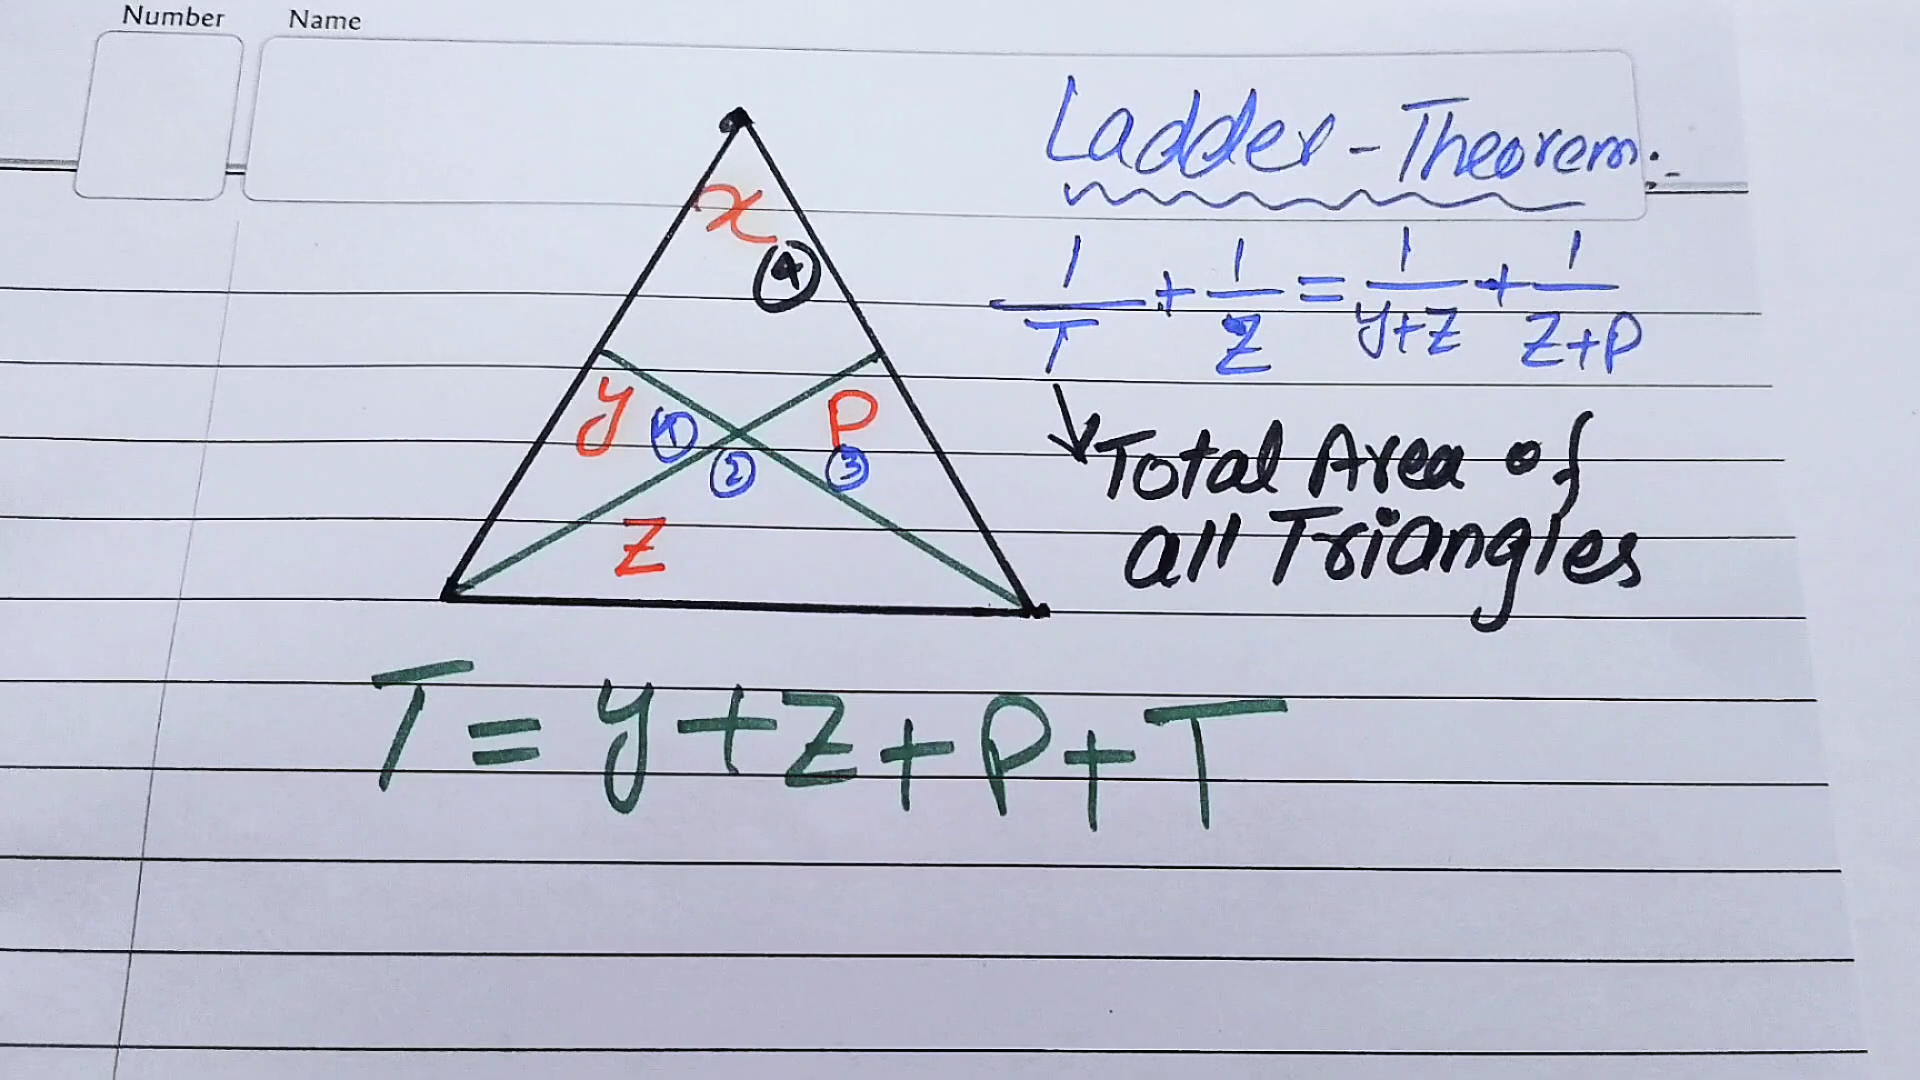 Number Name
Ladder-Theorem:-
x
4
1/T + 1/Z = 1/y+Z + 1/Z+P
y 1 P
2 3
Total Area of
Z
all Triangles
T = y + Z + P + T